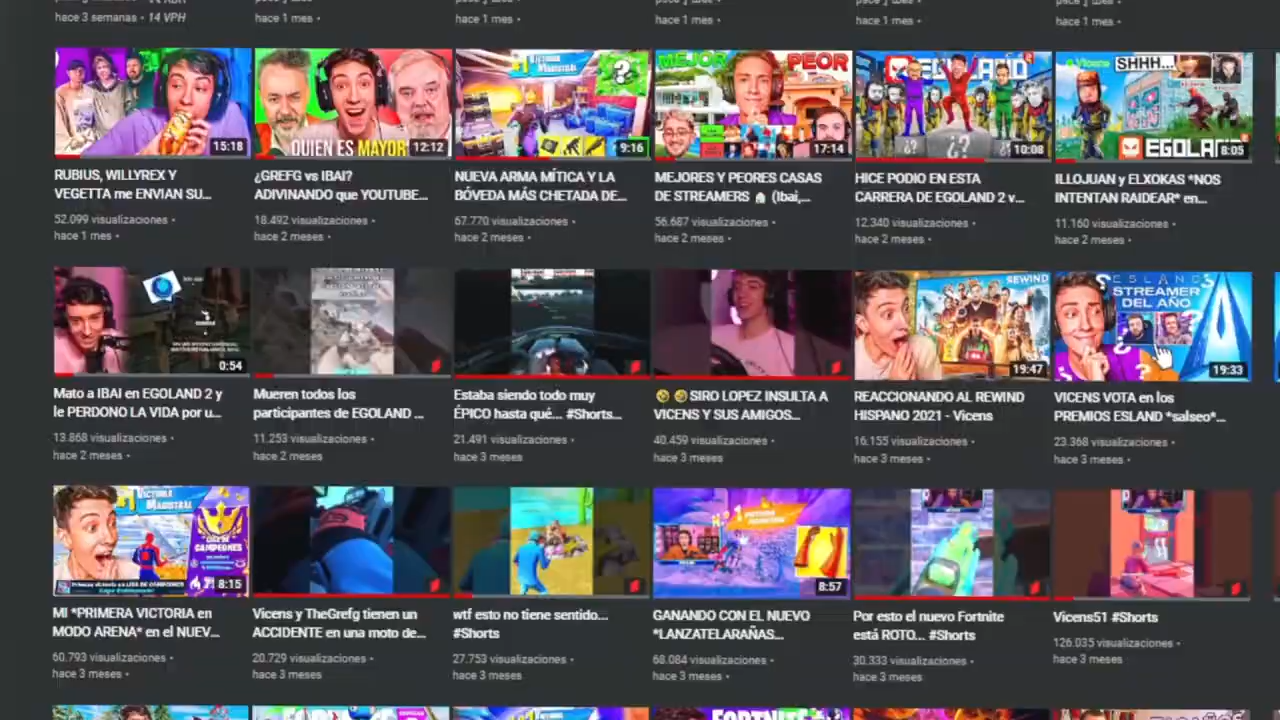 hace 3 semanas • 14 VPH
hace 1 mes •
hace 1 mes •
hace 1 mes •
hace 1 mes •
hace 1 mes •
15:18
QUIEN ES MAYOR
12:12
VICTORIA MAGISTRAL
?
9:16
MEJOR
PEOR
17:14
EGOLAND
¿?
¿?
10:08
Vicens
SHHH...
EGOLAND
8:05
RUBIUS, WILLYREX Y
VEGETTA me ENVIAN SU...
52.099 visualizaciones •
hace 1 mes •
¿GREFG vs IBAI?
ADIVINANDO que YOUTUBE...
18.492 visualizaciones •
hace 2 meses •
NUEVA ARMA MÍTICA Y LA
BÓVEDA MÁS CHETADA DE...
67.770 visualizaciones •
hace 2 meses •
MEJORES Y PEORES CASAS
DE STREAMERS 🏠 (Ibai,...
56.687 visualizaciones •
hace 2 meses •
HICE PODIO EN ESTA
CARRERA DE EGOLAND 2 v...
12.340 visualizaciones •
hace 2 meses •
ILLOJUAN y ELXOKAS *NOS
INTENTAN RAIDEAR* en...
11.160 visualizaciones •
hace 2 meses •
0:54
REWIND
19:47
ESLAND
STREAMER
DEL AÑO
19:33
Mato a IBAI en EGOLAND 2 y
le PERDONO LA VIDA por u...
13.868 visualizaciones •
hace 2 meses •
Mueren todos los
participantes de EGOLAND ...
11.253 visualizaciones •
hace 2 meses
Estaba siendo todo muy
ÉPICO hasta qué... #Shorts...
21.491 visualizaciones •
hace 3 meses
🤣 🤣 SIRO LOPEZ INSULTA A
VICENS Y SUS AMIGOS...
40.459 visualizaciones •
hace 3 meses
REACCIONANDO AL REWIND
HISPANO 2021 - Vicens
16.155 visualizaciones •
hace 3 meses •
VICENS VOTA en los
PREMIOS ESLAND *salseo*...
23.368 visualizaciones •
hace 3 meses •
#1 VICTORIA
MAGISTRAL
CAMPEONES
8:15
8:57
MI *PRIMERA VICTORIA en
MODO ARENA* en el NUEV...
60.793 visualizaciones •
hace 3 meses •
Vicens y TheGrefg tienen un
ACCIDENTE en una moto de...
20.729 visualizaciones •
hace 3 meses
wtf esto no tiene sentido...
#Shorts
27.753 visualizaciones •
hace 3 meses
GANANDO CON EL NUEVO
*LANZATELARAÑAS...
68.084 visualizaciones •
hace 3 meses •
Por esto el nuevo Fortnite
está ROTO... #Shorts
30.333 visualizaciones •
hace 3 meses
Vicens51 #Shorts
126.035 visualizaciones •
hace 3 meses